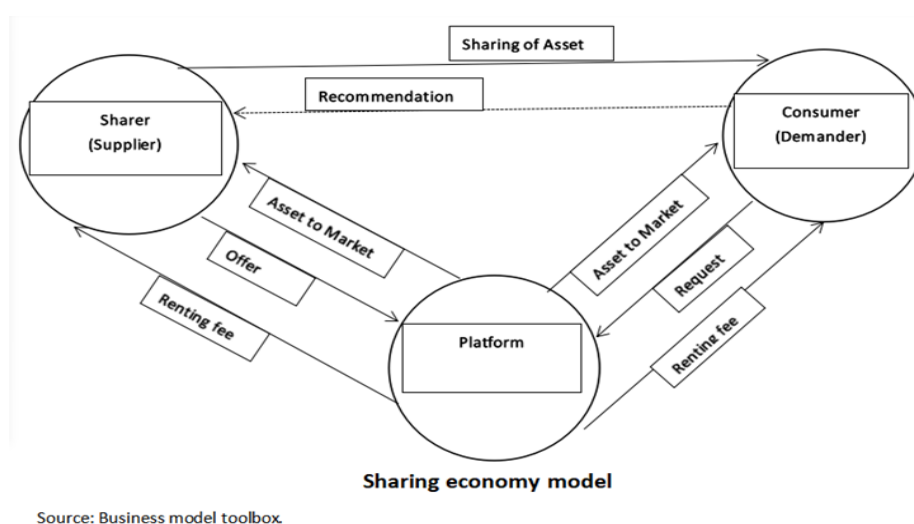 Sharing of Asset
Recommendation
Sharer
(Supplier)
Consumer
(Demander)
Asset to Market
Offer
Renting fee
Asset to Market
Request
Renting fee
Platform
Sharing economy model
Source: Business model toolbox.